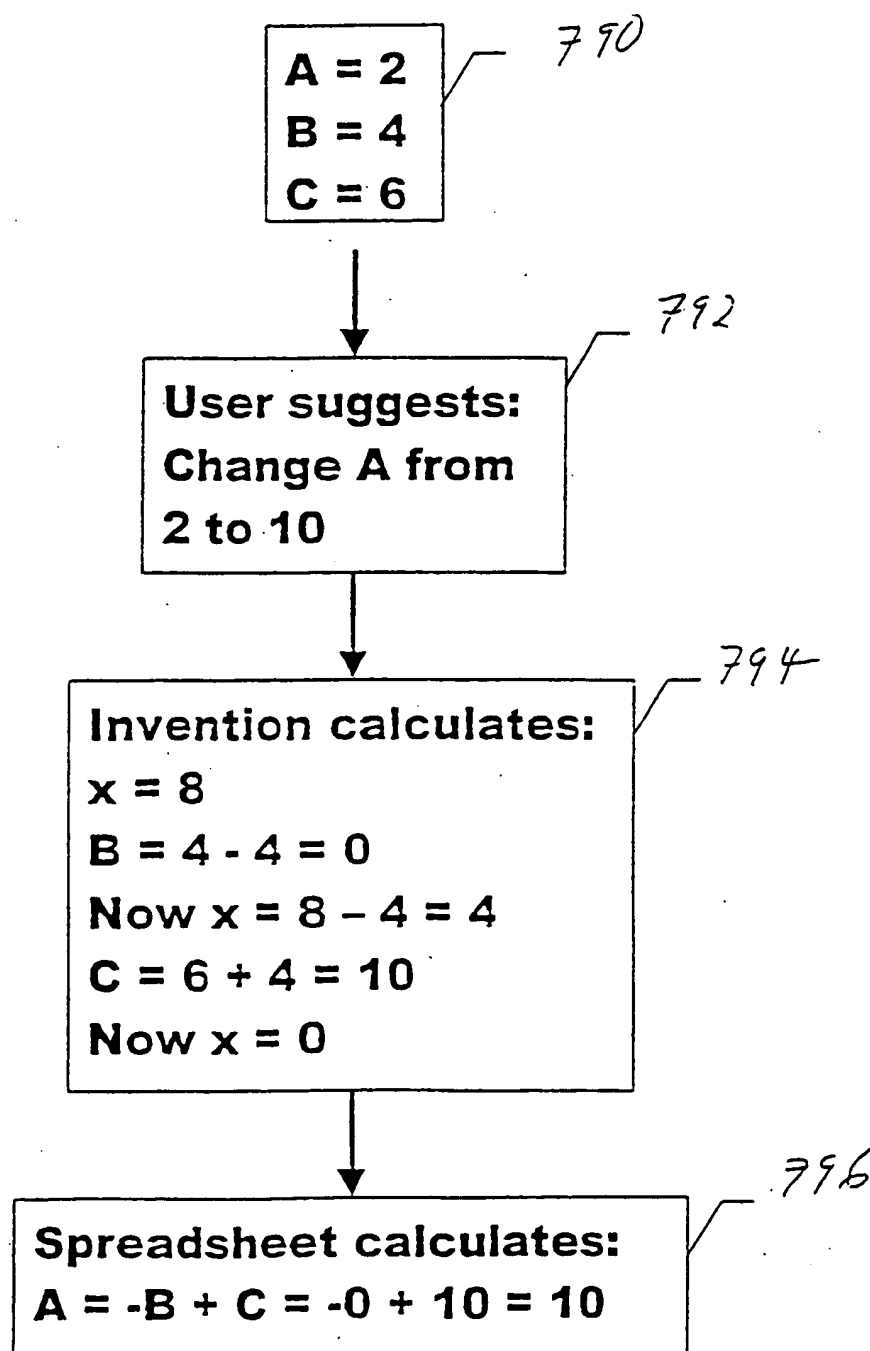 A = 2
790
B = 4
C = 6
792
User suggests:
Change A from
2 to 10
794
Invention calculates:
x = 8
B = 4 - 4 = 0
Now x = 8 – 4 = 4
C = 6 + 4 = 10
Now x = 0
796
Spreadsheet calculates:
A = -B + C = -0 + 10 = 10